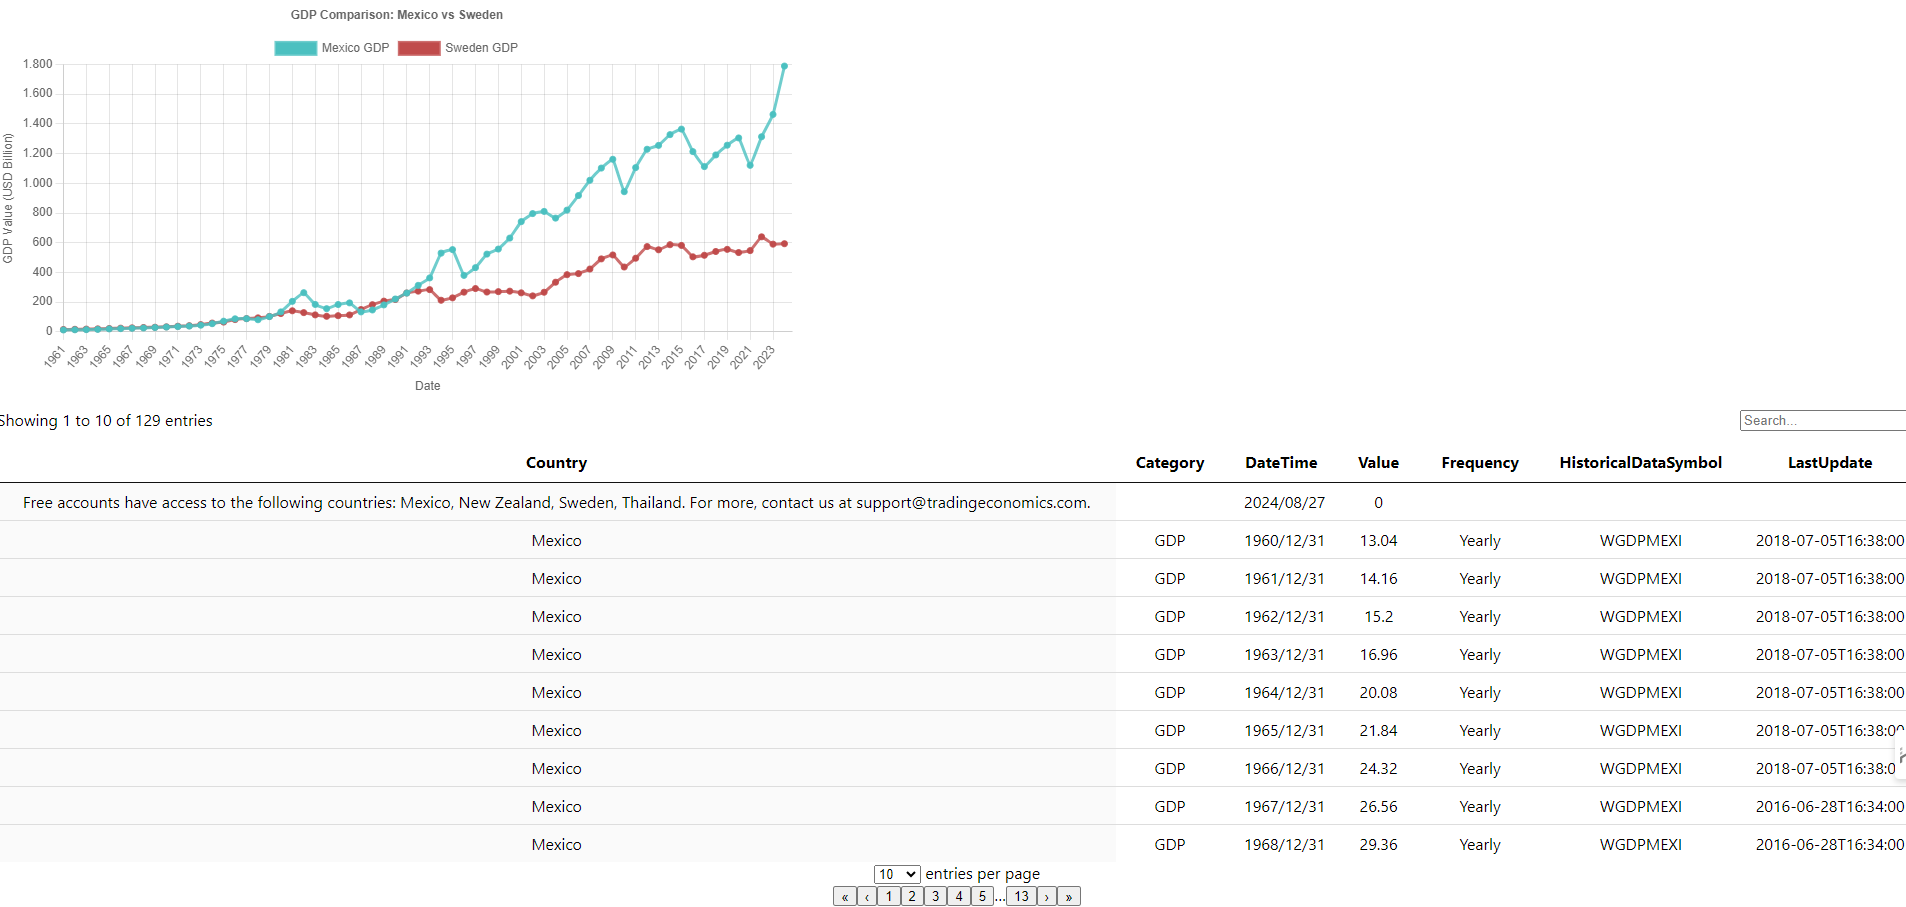 GDP Comparison: Mexico vs Sweden
Mexico GDP Sweden GDP
GDP Value (USD Billion)
1.800
1.600
1.400
1.200
1.000
800
600
400
200
0
1961 1963 1965 1967 1969 1971 1973 1975 1977 1979 1981 1983 1985 1987 1989 1991 1993 1995 1997 1999 2001 2003 2005 2007 2009 2011 2013 2015 2017 2019 2021 2023
Date
Showing 1 to 10 of 129 entries Search...
Country Category DateTime Value Frequency HistoricalDataSymbol LastUpdate
Free accounts have access to the following countries: Mexico, New Zealand, Sweden, Thailand. For more, contact us at support@tradingeconomics.com. 2024/08/27 0
Mexico GDP 1960/12/31 13.04 Yearly WGDPMEXI 2018-07-05T16:38:00
Mexico GDP 1961/12/31 14.16 Yearly WGDPMEXI 2018-07-05T16:38:00
Mexico GDP 1962/12/31 15.2 Yearly WGDPMEXI 2018-07-05T16:38:00
Mexico GDP 1963/12/31 16.96 Yearly WGDPMEXI 2018-07-05T16:38:00
Mexico GDP 1964/12/31 20.08 Yearly WGDPMEXI 2018-07-05T16:38:00
Mexico GDP 1965/12/31 21.84 Yearly WGDPMEXI 2018-07-05T16:38:00
Mexico GDP 1966/12/31 24.32 Yearly WGDPMEXI 2018-07-05T16:38:0
Mexico GDP 1967/12/31 26.56 Yearly WGDPMEXI 2016-06-28T16:34:00
Mexico GDP 1968/12/31 29.36 Yearly WGDPMEXI 2016-06-28T16:34:00
10 entries per page
« ‹ 1 2 3 4 5 ... 13 › »